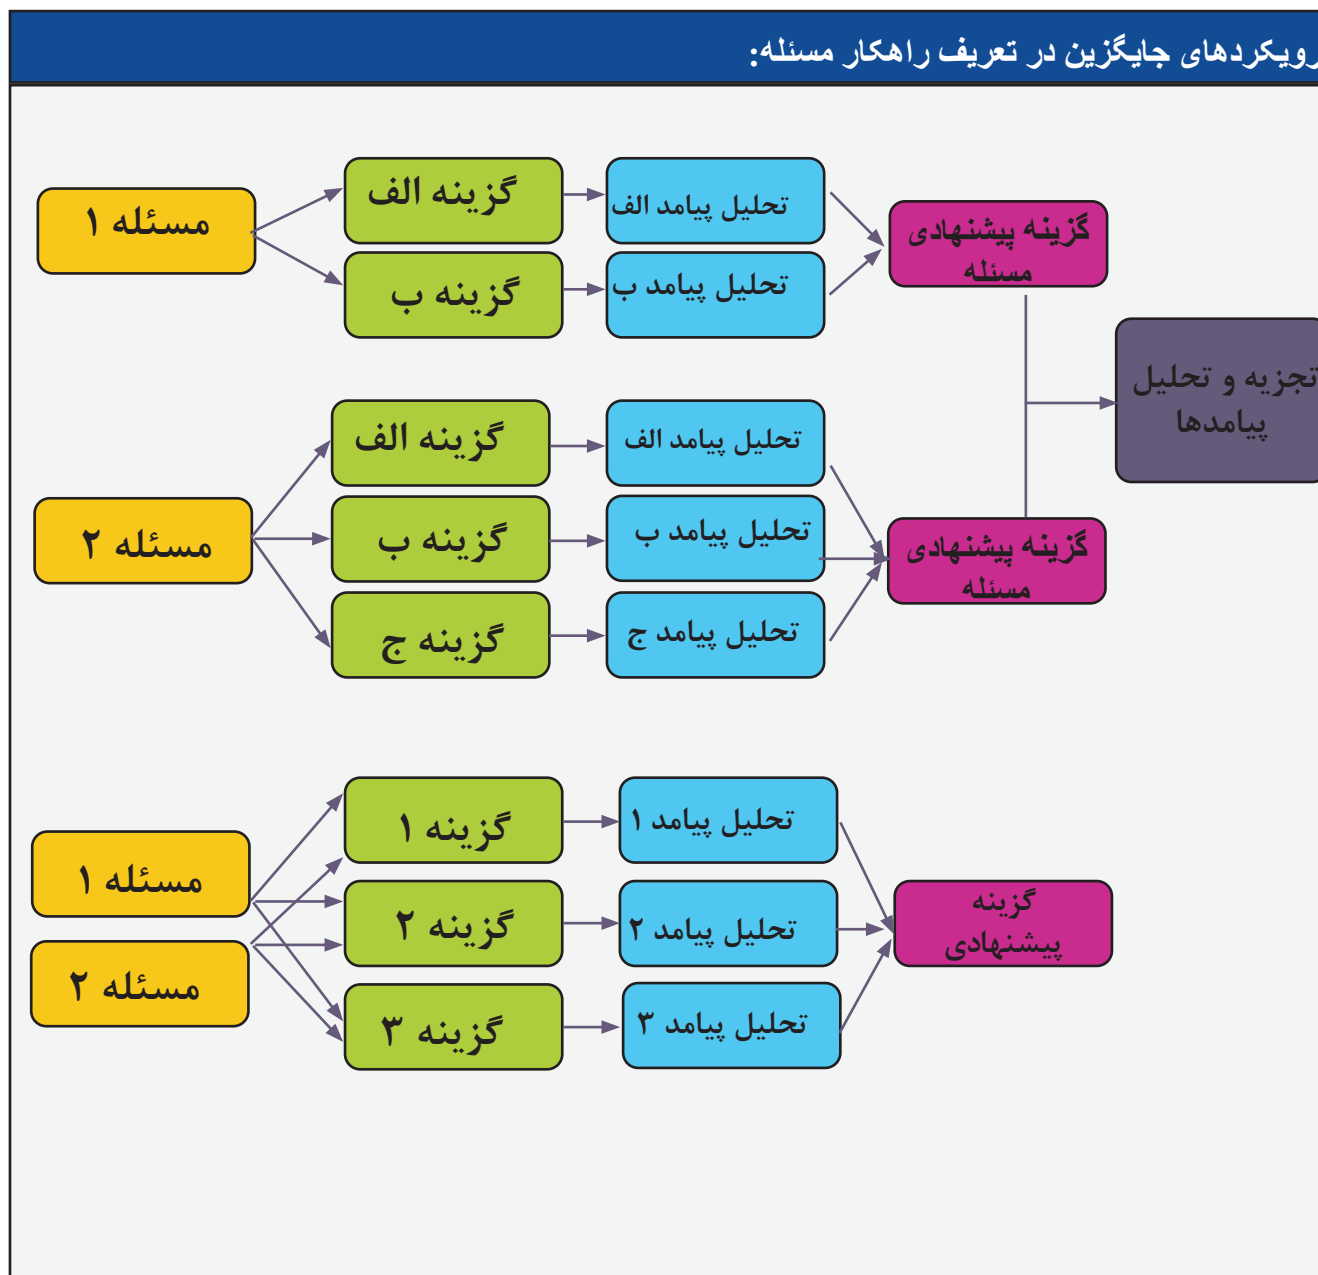 رویکردهای جایگزین در تعریف راهکار مسئله:
مسئله ۱
گزینه الف
تحلیل پیامد الف
گزینه ب
تحلیل پیامد ب
گزینه پیشنهادی
مسئله
تجزیه و تحلیل
پیامدها
مسئله ۲
گزینه الف
تحلیل پیامد الف
گزینه ب
تحلیل پیامد ب
گزینه ج
تحلیل پیامد ج
گزینه پیشنهادی
مسئله
مسئله ۱
مسئله ۲
گزینه ۱
تحلیل پیامد ۱
گزینه ۲
تحلیل پیامد ۲
گزینه ۳
تحلیل پیامد ۳
گزینه
پیشنهادی